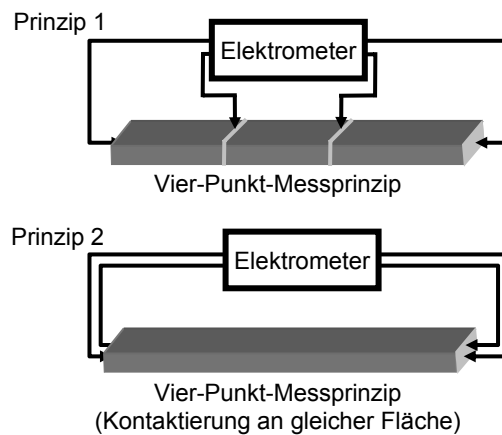 Prinzip 1
Elektrometer
Vier-Punkt-Messprinzip
Prinzip 2
Elektrometer
Vier-Punkt-Messprinzip
(Kontaktierung an gleicher Fläche)